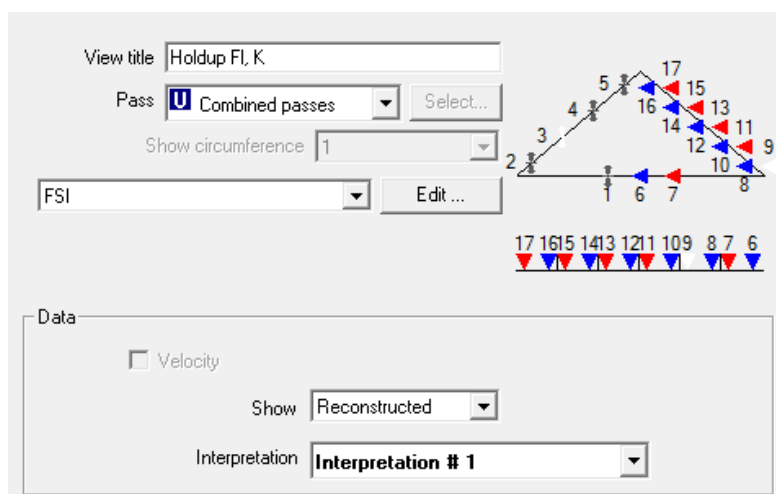 View title Holdup FI, K
Pass U Combined passes Select...
Show circumference 1
FSI Edit ...
17
5 15
4 16 13
3 14 11
12 9
2 10
1 6 7 8
17 16 15 14 13 12 11 10 9 8 7 6
Data
Velocity
Show Reconstructed
Interpretation Interpretation # 1